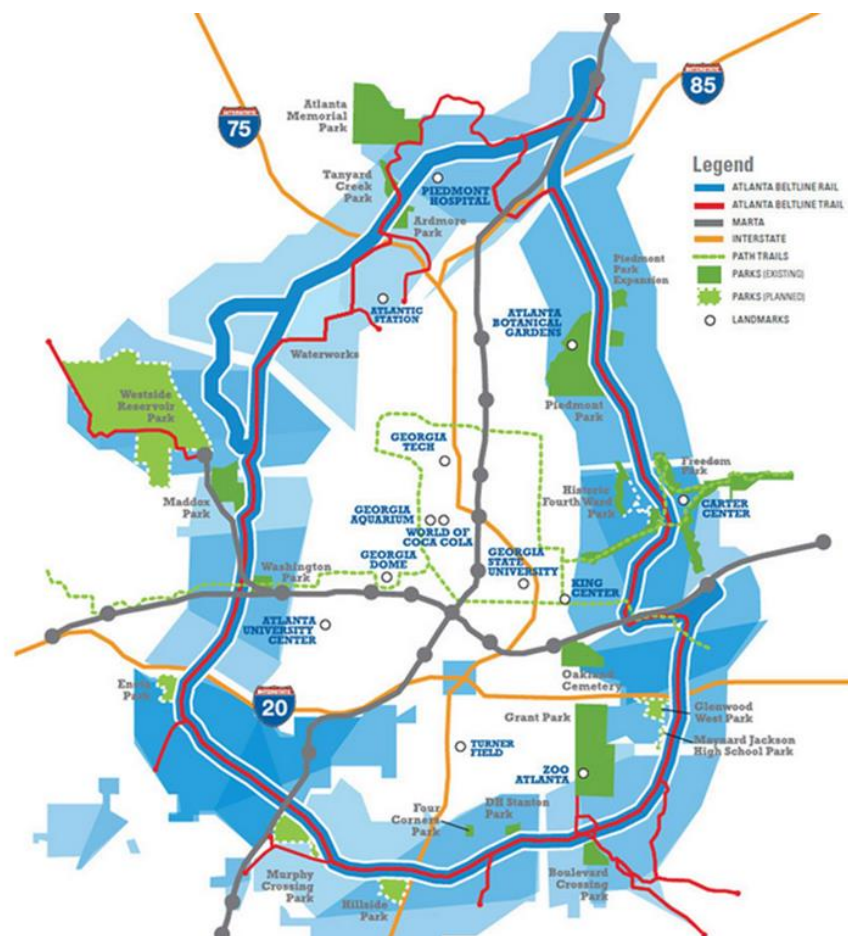 INTERSTATE
85
INTERSTATE
75
Atlanta
Memorial
Park
Tanyard
Creek
Park
PIEDMONT
HOSPITAL
Ardmore
Park
Legend
ATLANTA BELTLINE RAIL
ATLANTA BELTLINE TRAIL
MARTA
INTERSTATE
PATH TRAILS
PARKS (EXISTING)
PARKS (PLANNED)
LANDMARKS
Piedmont
Park
Expansion
ATLANTIC
STATION
ATLANTA
BOTANICAL
GARDENS
Waterworks
Westside
Reservoir
Park
Piedmont Park
GEORGIA
TECH
Freedom
Park
Historic
Fourth Ward
Park
CARTER
CENTER
Maddox
Park
GEORGIA
AQUARIUM
WORLD OF
COCA COLA
GEORGIA
DOME
GEORGIA
STATE
UNIVERSITY
Washington
Park
KING
CENTER
ATLANTA
UNIVERSITY
CENTER
Enota
Park
INTERSTATE
20
Oakland
Cemetery
Grant Park
Glenwood
West Park
Maynard Jackson
High School Park
TURNER
FIELD
ZOO
ATLANTA
Four
Corners
Park
DH Stanton
Park
Murphy
Crossing
Park
Hillside
Park
Boulevard
Crossing
Park